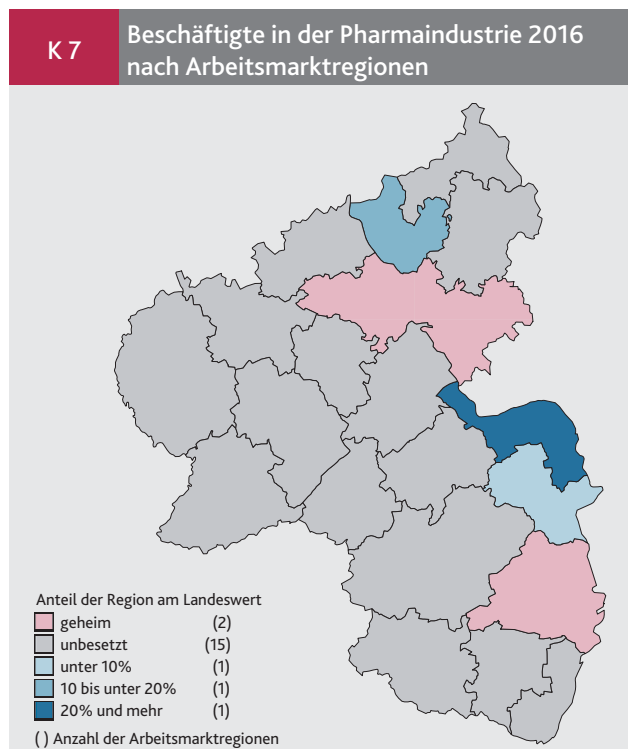 K 7
Beschäftigte in der Pharmaindustrie 2016
nach Arbeitsmarktregionen
Anteil der Region am Landeswert
geheim (2)
unbesetzt (15)
unter 10% (1)
10 bis unter 20% (1)
20% und mehr (1)
( ) Anzahl der Arbeitsmarktregionen